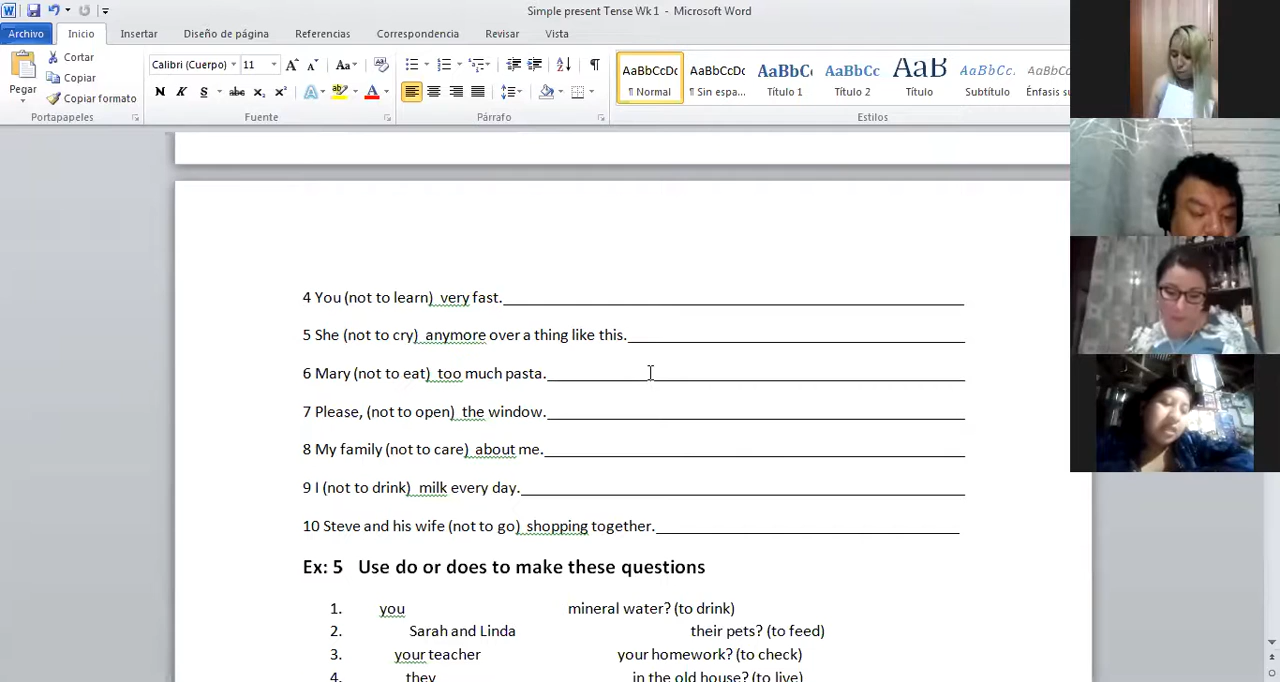 Simple present Tense Wk 1 - Microsoft Word
Archivo Inicio Insertar Diseño de página Referencias Correspondencia Revisar Vista
Cortar
Copiar
Copiar formato
Pegar
Portapapeles
Calibri (Cuerpo) 11
N K S abc x₂ x²
Fuente
Párrafo
AaBbCcDc AaBbCcDc AaBbC AaBbCc AaB AaBbCc. AaBbCcDc
¶ Normal ¶ Sin espa... Título 1 Título 2 Título Subtítulo Énfasis sutil
Estilos
4 You (not to learn) very fast.
5 She (not to cry) anymore over a thing like this.
6 Mary (not to eat) too much pasta.
7 Please, (not to open) the window.
8 My family (not to care) about me.
9 I (not to drink) milk every day.
10 Steve and his wife (not to go) shopping together.
Ex: 5 Use do or does to make these questions
1. you mineral water? (to drink)
2. Sarah and Linda their pets? (to feed)
3. your teacher your homework? (to check)
4. they in the old house? (to live)